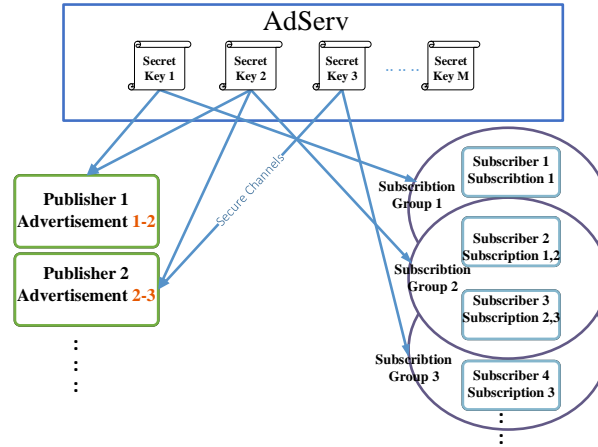 AdServ
Secret
Key 1
Secret
Key 2
Secret
Key 3
Secret
Key M
Secure Channels
Publisher 1
Advertisement 1-2
Publisher 2
Advertisement 2-3
Subscribtion
Group 1
Subscriber 1
Subscribtion 1
Subscriber 2
Subscription 1,2
Subscribtion
Group 2
Subscriber 3
Subscription 2,3
Subscribtion
Group 3
Subscriber 4
Subscription 3